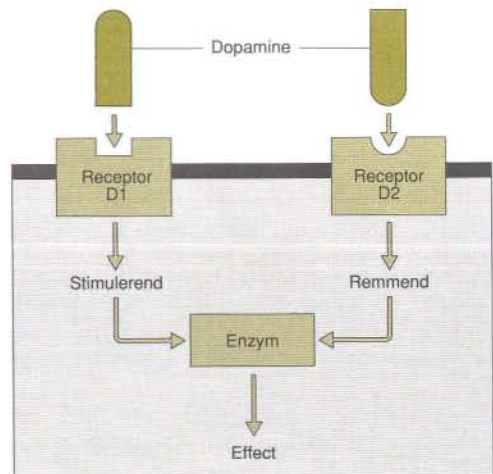 Dopamine
Receptor
D1
Receptor
D2
Stimulerend
Remmend
Enzym
Effect